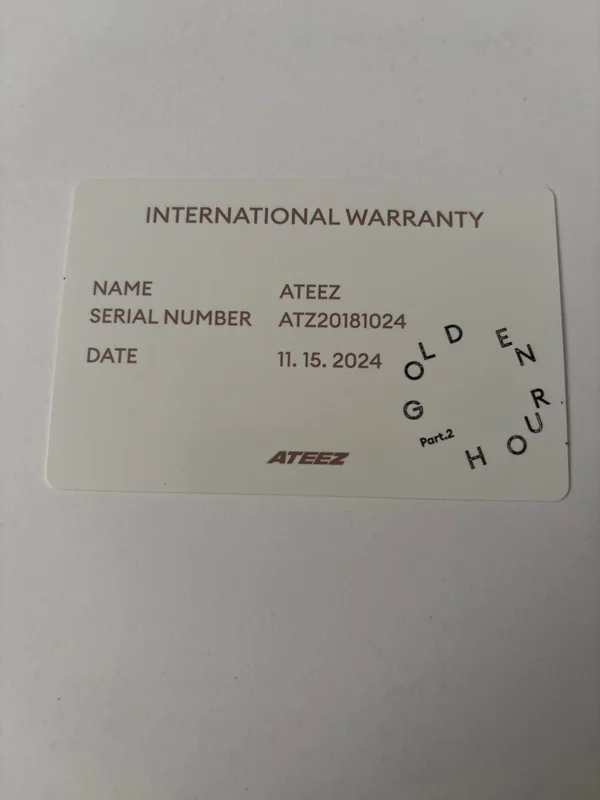 INTERNATIONAL WARRANTY
NAME ATEEZ
SERIAL NUMBER ATZ20181024
DATE 11. 15. 2024
GOLDEN HOUR
Part.2
ATEEZ